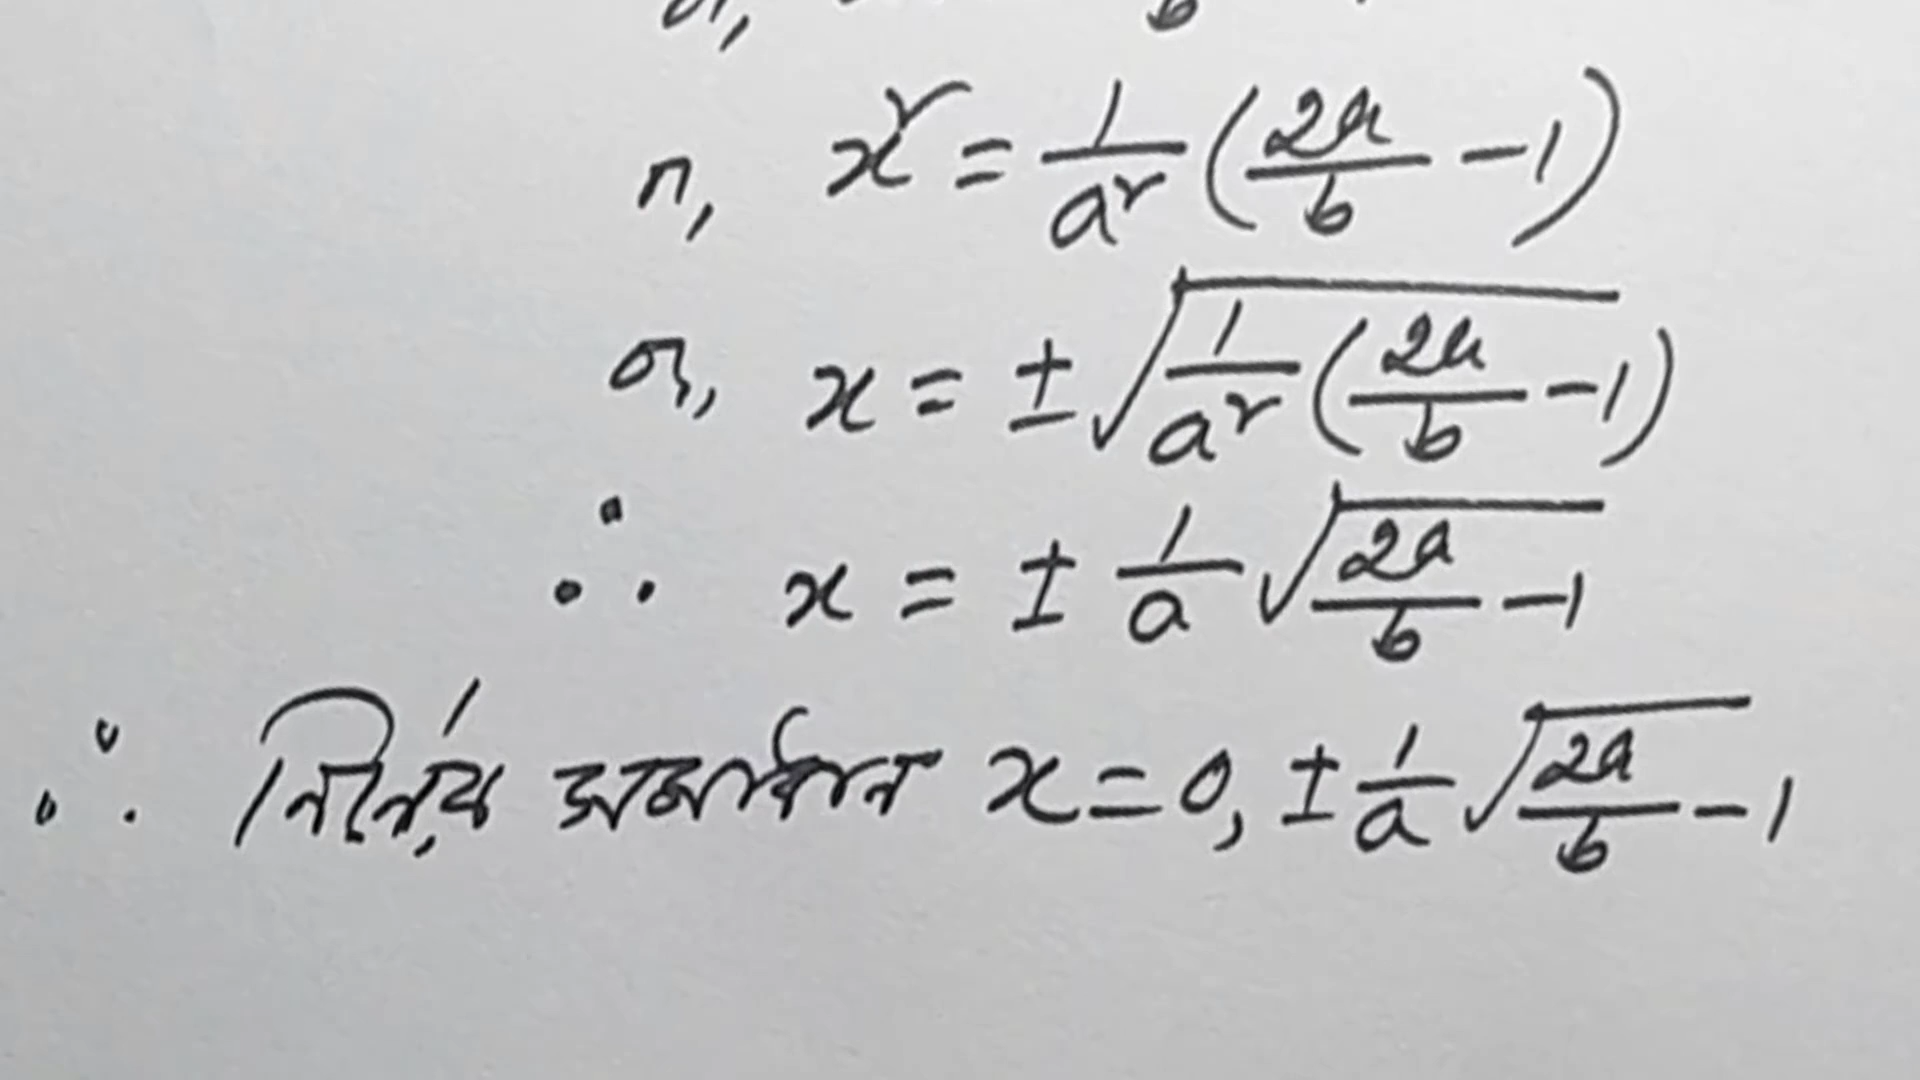 বা, x² = 1/a² (2a/b − 1)
বা, x = ± √(1/a² (2a/b − 1))
∴ x = ± 1/a √(2a/b − 1)
∴ নির্ণেয় সমাধান x = 0, ± 1/a √(2a/b − 1)